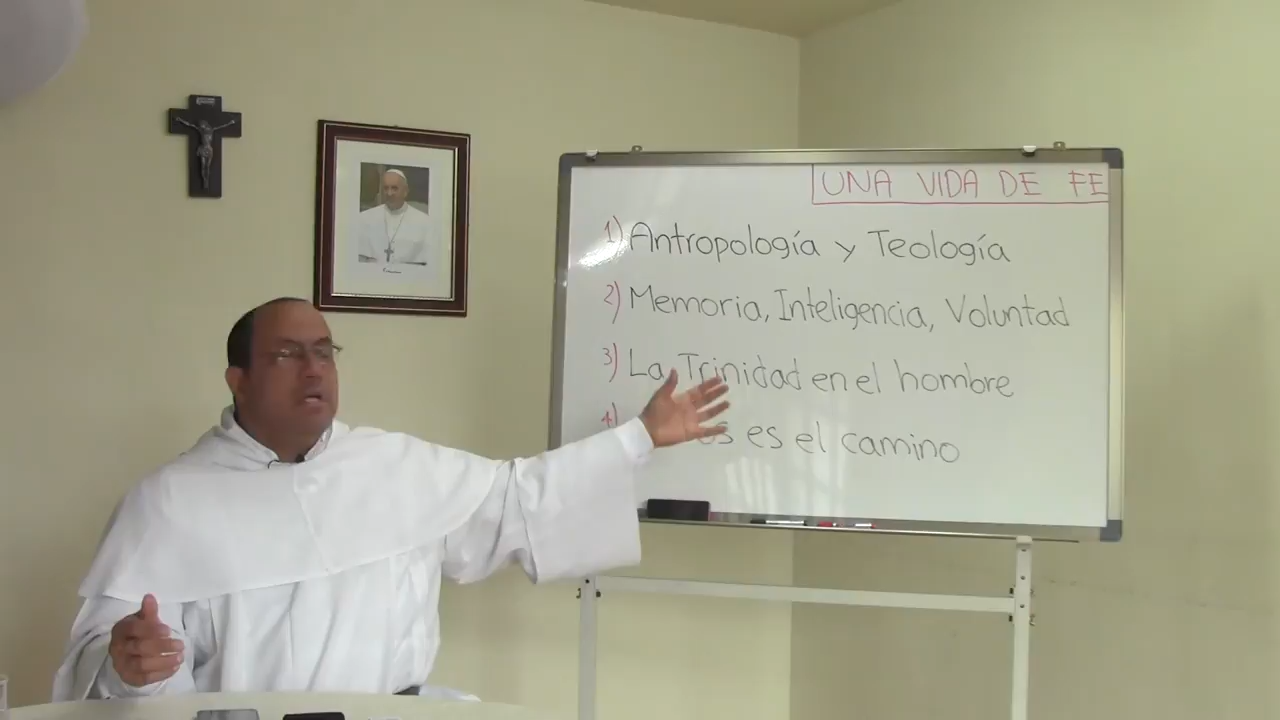 UNA VIDA DE FE
1) Antropología y Teología
2) Memoria, Inteligencia, Voluntad
3) La Trinidad en el hombre
4) es el camino